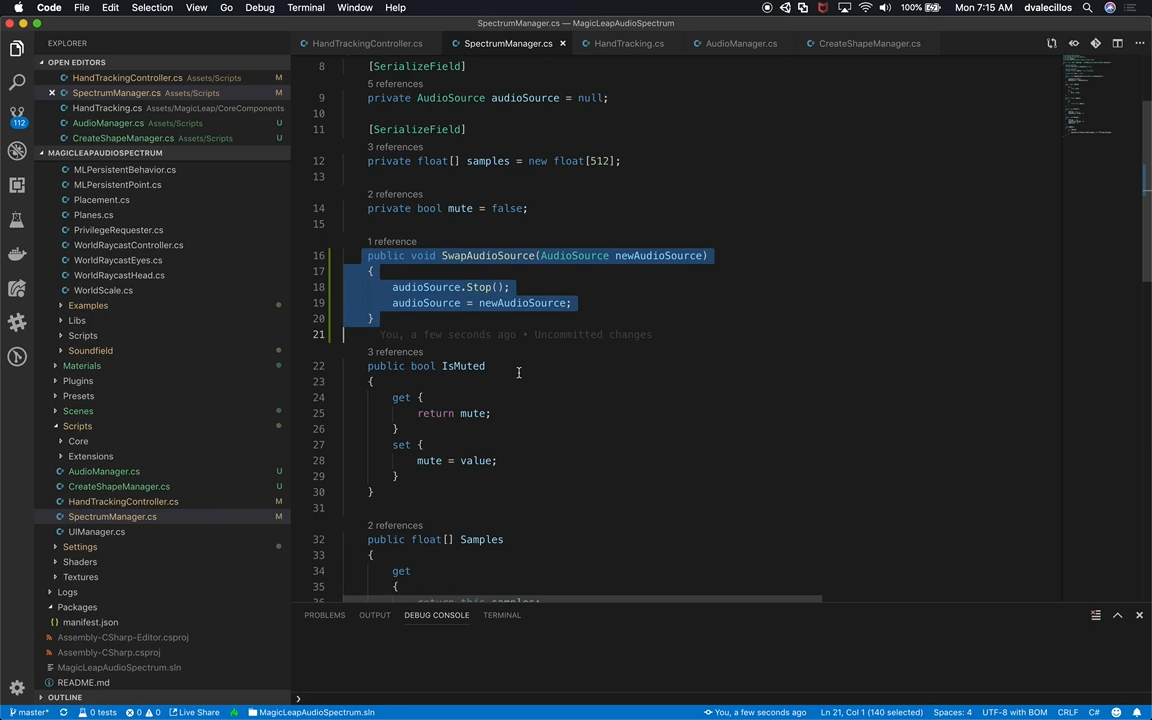 Code File Edit Selection View Go Debug Terminal Window Help 100% Mon 7:15 AM dvalecillos
SpectrumManager.cs — MagicLeapAudioSpectrum
EXPLORER
OPEN EDITORS
HandTrackingController.cs Assets/Scripts M
SpectrumManager.cs Assets/Scripts M
HandTracking.cs Assets/MagicLeap/CoreComponents
AudioManager.cs Assets/Scripts U
CreateShapeManager.cs Assets/Scripts U
MAGICLEAPAUDIOSPECTRUM
MLPersistentBehavior.cs
MLPersistentPoint.cs
Placement.cs
Planes.cs
PrivilegeRequester.cs
WorldRaycastController.cs
WorldRaycastEyes.cs
WorldRaycastHead.cs
WorldScale.cs
Examples
Libs
Scripts
Soundfield
Materials
Plugins
Presets
Scenes
Scripts
Core
Extensions
AudioManager.cs U
CreateShapeManager.cs U
HandTrackingController.cs M
SpectrumManager.cs M
UIManager.cs
Settings
Shaders
Textures
Logs
Packages
{} manifest.json
Assembly-CSharp-Editor.csproj
Assembly-CSharp.csproj
MagicLeapAudioSpectrum.sln
README.md
OUTLINE
112
HandTrackingController.cs SpectrumManager.cs HandTracking.cs AudioManager.cs CreateShapeManager.cs
8 [SerializeField]
5 references
9 private AudioSource audioSource = null;
10
11 [SerializeField]
3 references
12 private float[] samples = new float[512];
13
2 references
14 private bool mute = false;
15
1 reference
16 public void SwapAudioSource(AudioSource newAudioSource)
17 {
18 audioSource.Stop();
19 audioSource = newAudioSource;
20 }
21 You, a few seconds ago • Uncommitted changes
3 references
22 public bool IsMuted
23 {
24 get {
25 return mute;
26 }
27 set {
28 mute = value;
29 }
30 }
31
2 references
32 public float[] Samples
33 {
34 get
35 {
PROBLEMS OUTPUT DEBUG CONSOLE TERMINAL
master* 0 tests 0 0 Live Share MagicLeapAudioSpectrum.sln You, a few seconds ago Ln 21, Col 1 (140 selected) Spaces: 4 UTF-8 with BOM CRLF C#